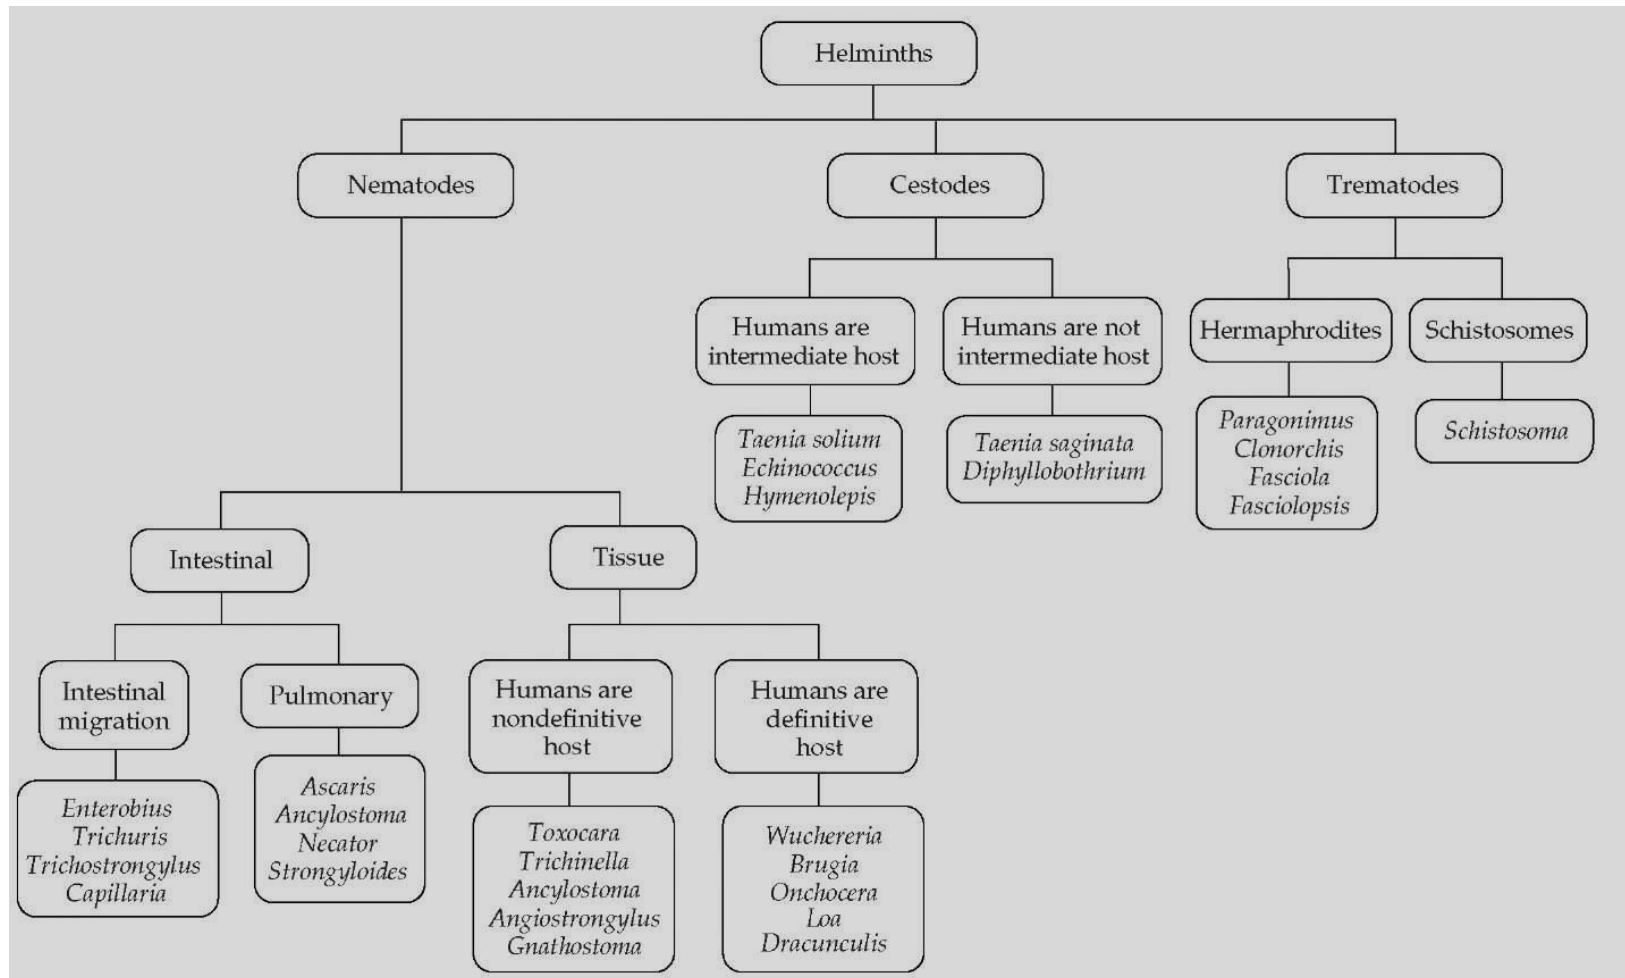 Helminths
Nematodes
Cestodes
Trematodes
Humans are
intermediate host
Humans are not
intermediate host
Hermaphrodites
Schistosomes
Taenia solium
Echinococcus
Hymenolepis
Taenia saginata
Diphyllobothrium
Paragonimus
Clonorchis
Fasciola
Fasciolopsis
Schistosoma
Intestinal
Tissue
Intestinal
migration
Pulmonary
Humans are
nondefinitive
host
Humans are
definitive
host
Enterobius
Trichuris
Trichostrongylus
Capillaria
Ascaris
Ancylostoma
Necator
Strongyloides
Toxocara
Trichinella
Ancylostoma
Angiostrongylus
Gnathostoma
Wuchereria
Brugia
Onchocera
Loa
Dracunculis